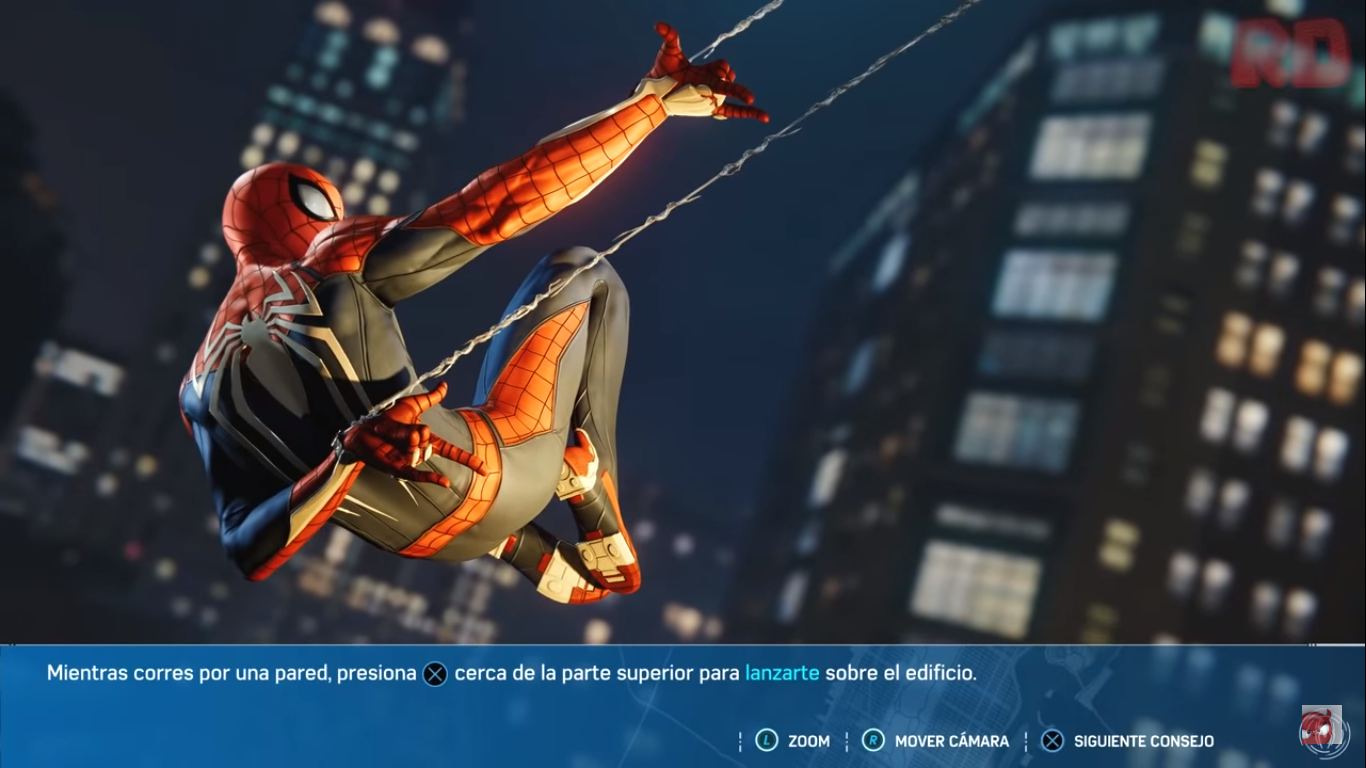 RD
Mientras corres por una pared, presiona cerca de la parte superior para lanzarte sobre el edificio.
L ZOOM R MOVER CÁMARA SIGUIENTE CONSEJO